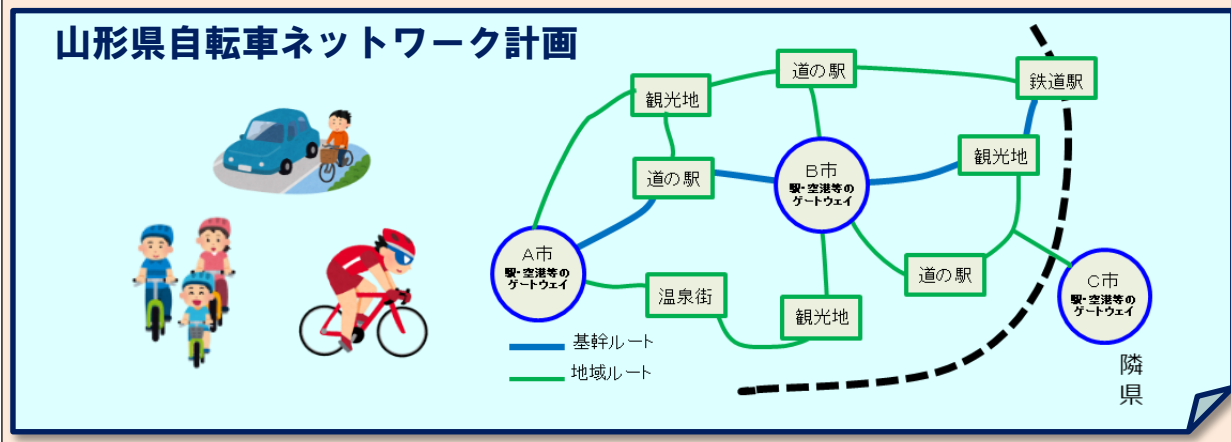 山形県自転車ネットワーク計画
道の駅
鉄道駅
観光地
観光地
道の駅
B市
駅・空港等の
ゲートウェイ
A市
駅・空港等の
ゲートウェイ
温泉街
観光地
道の駅
C市
駅・空港等の
ゲートウェイ
基幹ルート
地域ルート
隣県